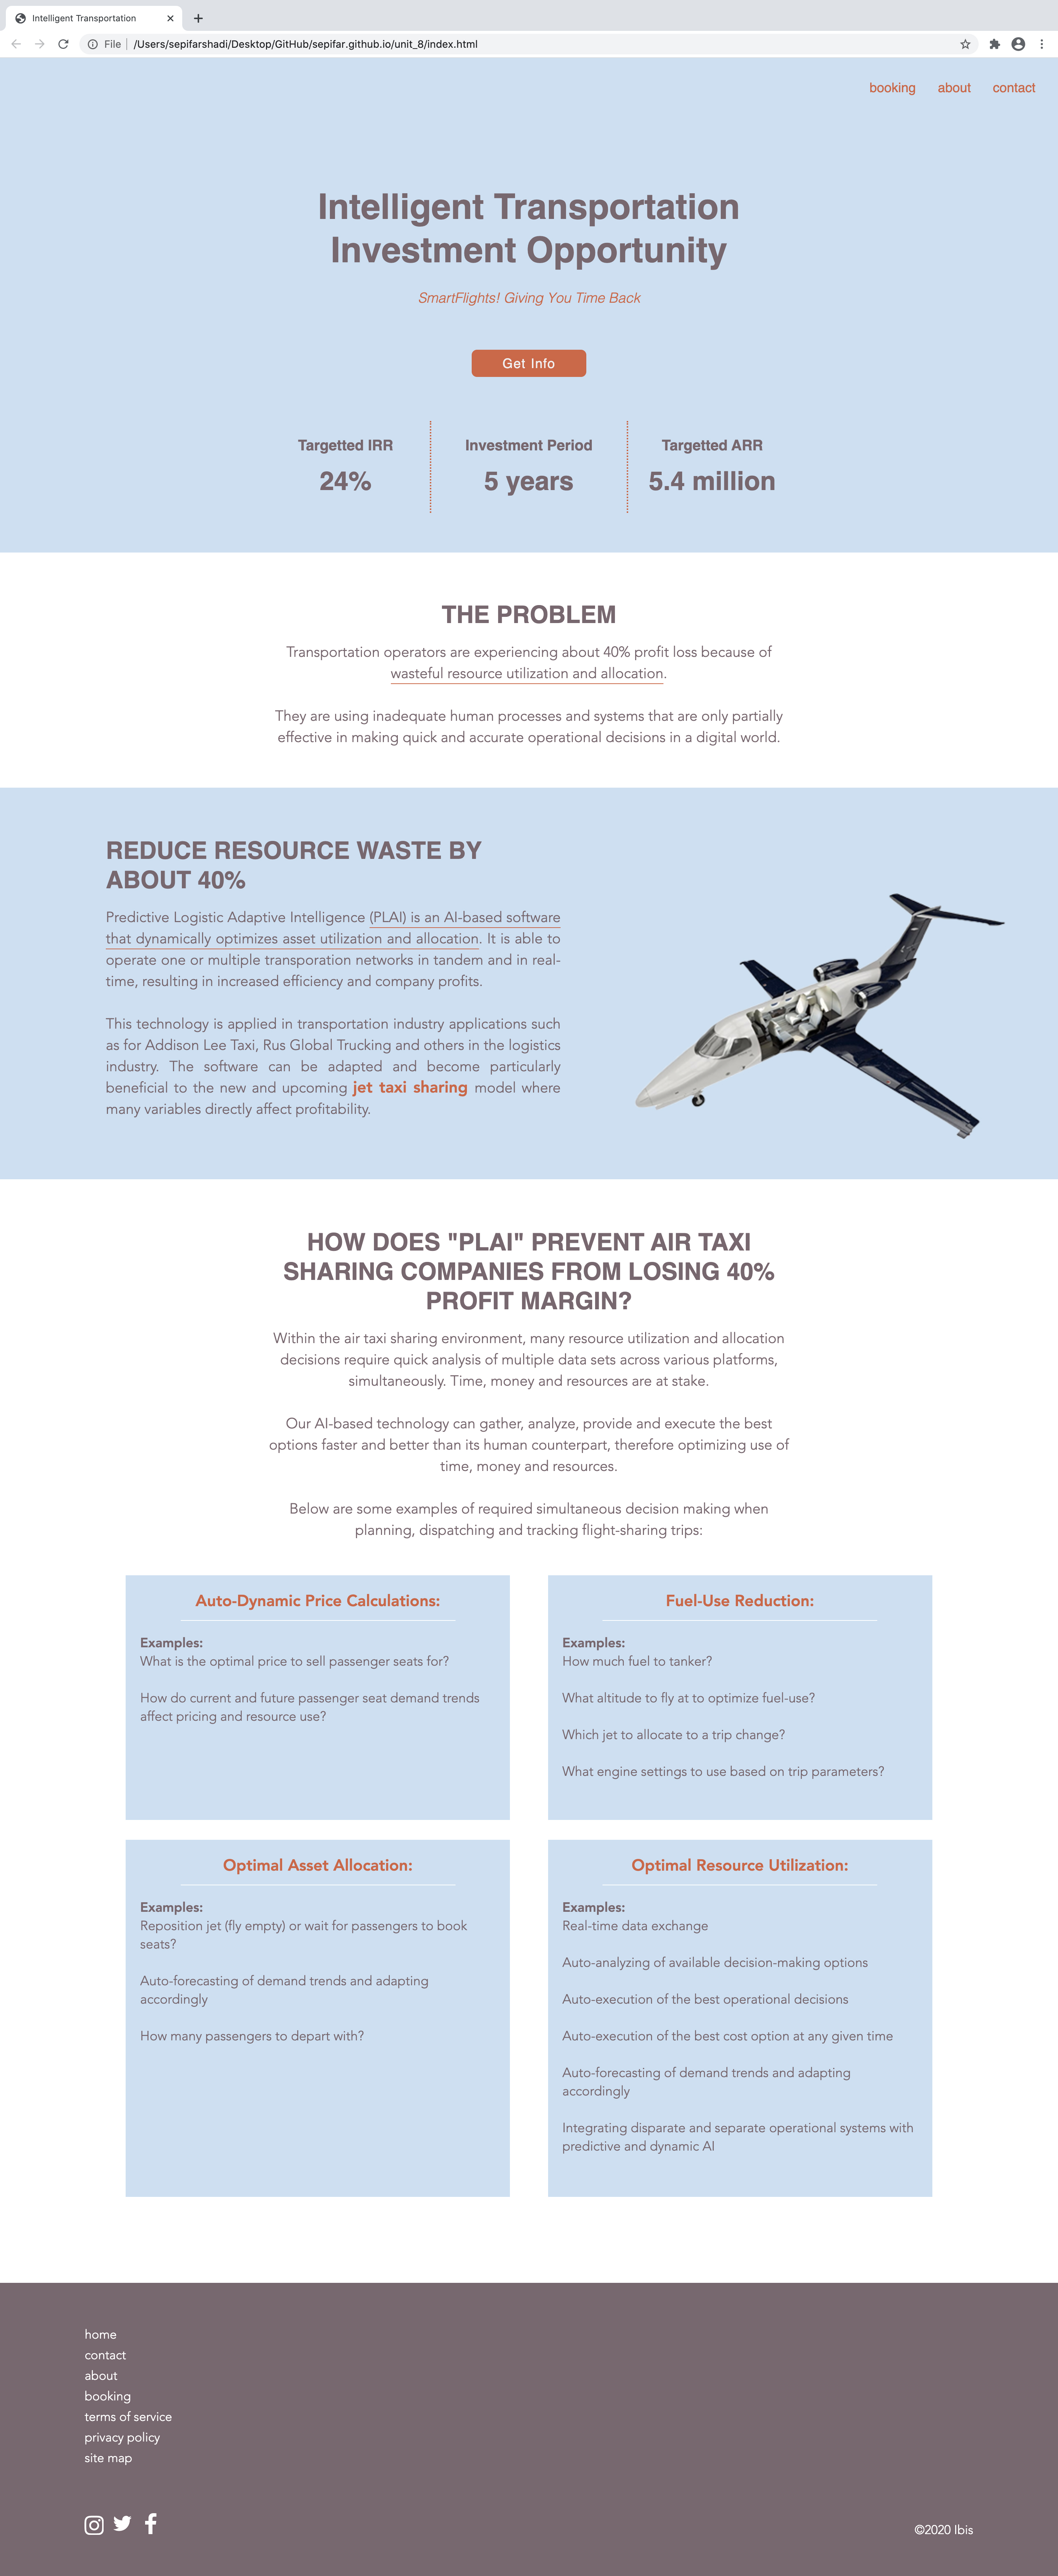 Intelligent Transportation
File
/Users/sepifarshadi/Desktop/GitHub/sepifar.github.io/unit_8/index.html
booking about contact
Intelligent Transportation
Investment Opportunity
SmartFlights! Giving You Time Back
Get Info
Targetted IRR
24%
Investment Period
5 years
Targetted ARR
5.4 million
THE PROBLEM
Transportation operators are experiencing about 40% profit loss because of
wasteful resource utilization and allocation.
They are using inadequate human processes and systems that are only partially
effective in making quick and accurate operational decisions in a digital world.
REDUCE RESOURCE WASTE BY
ABOUT 40%
Predictive Logistic Adaptive Intelligence (PLAI) is an AI-based software
that dynamically optimizes asset utilization and allocation. It is able to
operate one or multiple transporation networks in tandem and in real-
time, resulting in increased efficiency and company profits.
This technology is applied in transportation industry applications such
as for Addison Lee Taxi, Rus Global Trucking and others in the logistics
industry. The software can be adapted and become particularly
beneficial to the new and upcoming jet taxi sharing model where
many variables directly affect profitability.
HOW DOES "PLAI" PREVENT AIR TAXI
SHARING COMPANIES FROM LOSING 40%
PROFIT MARGIN?
Within the air taxi sharing environment, many resource utilization and allocation
decisions require quick analysis of multiple data sets across various platforms,
simultaneously. Time, money and resources are at stake.
Our AI-based technology can gather, analyze, provide and execute the best
options faster and better than its human counterpart, therefore optimizing use of
time, money and resources.
Below are some examples of required simultaneous decision making when
planning, dispatching and tracking flight-sharing trips:
Auto-Dynamic Price Calculations:
Examples:
What is the optimal price to sell passenger seats for?
How do current and future passenger seat demand trends
affect pricing and resource use?
Fuel-Use Reduction:
Examples:
How much fuel to tanker?
What altitude to fly at to optimize fuel-use?
Which jet to allocate to a trip change?
What engine settings to use based on trip parameters?
Optimal Asset Allocation:
Examples:
Reposition jet (fly empty) or wait for passengers to book
seats?
Auto-forecasting of demand trends and adapting
accordingly
How many passengers to depart with?
Optimal Resource Utilization:
Examples:
Real-time data exchange
Auto-analyzing of available decision-making options
Auto-execution of the best operational decisions
Auto-execution of the best cost option at any given time
Auto-forecasting of demand trends and adapting
accordingly
Integrating disparate and separate operational systems with
predictive and dynamic AI
home
contact
about
booking
terms of service
privacy policy
site map
©2020 Ibis